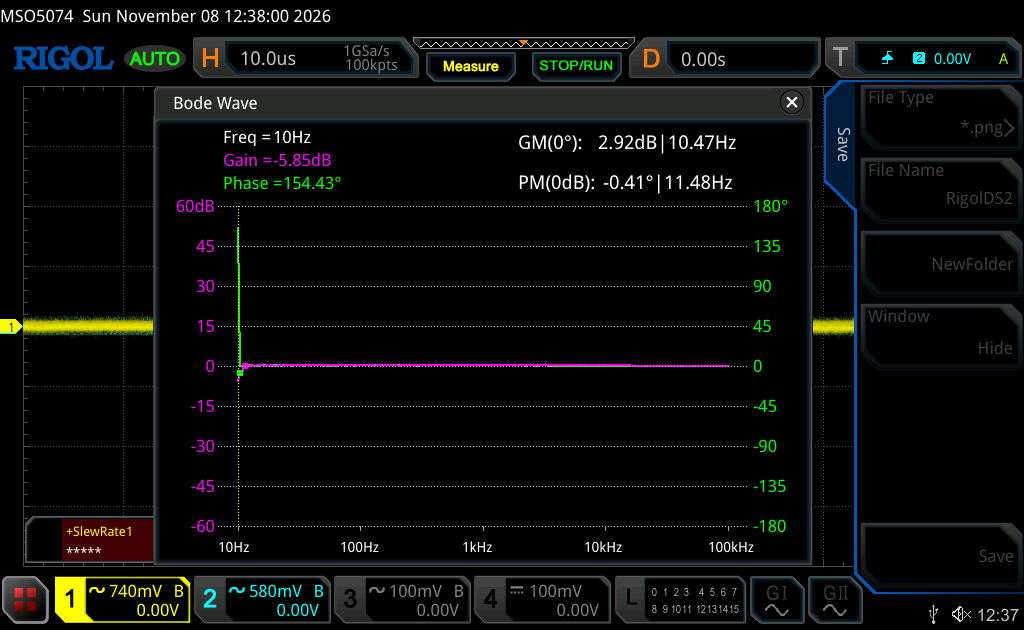 MSO5074 Sun November 08 12:38:00 2026
RIGOL AUTO H 10.0us 1GSa/s 100kpts Measure STOP/RUN D 0.00s T 2 0.00V A
Bode Wave
Freq =10Hz
Gain =-5.85dB
Phase =154.43°
GM(0°): 2.92dB|10.47Hz
PM(0dB): -0.41°|11.48Hz
60dB 180°
45 135
30 90
15 45
0 0
-15 -45
-30 -90
-45 -135
-60 -180
10Hz 100Hz 1kHz 10kHz 100kHz
1
+SlewRate1
*****
Save
File Type
*.png
File Name
RigolDS2
NewFolder
Window
Hide
Save
1 740mV B
0.00V
2 580mV B
0.00V
3 100mV B
0.00V
4 100mV
0.00V
L 0 1 2 3 4 5 6 7
8 9 10 11 12 13 14 15
GI
GII
12:37